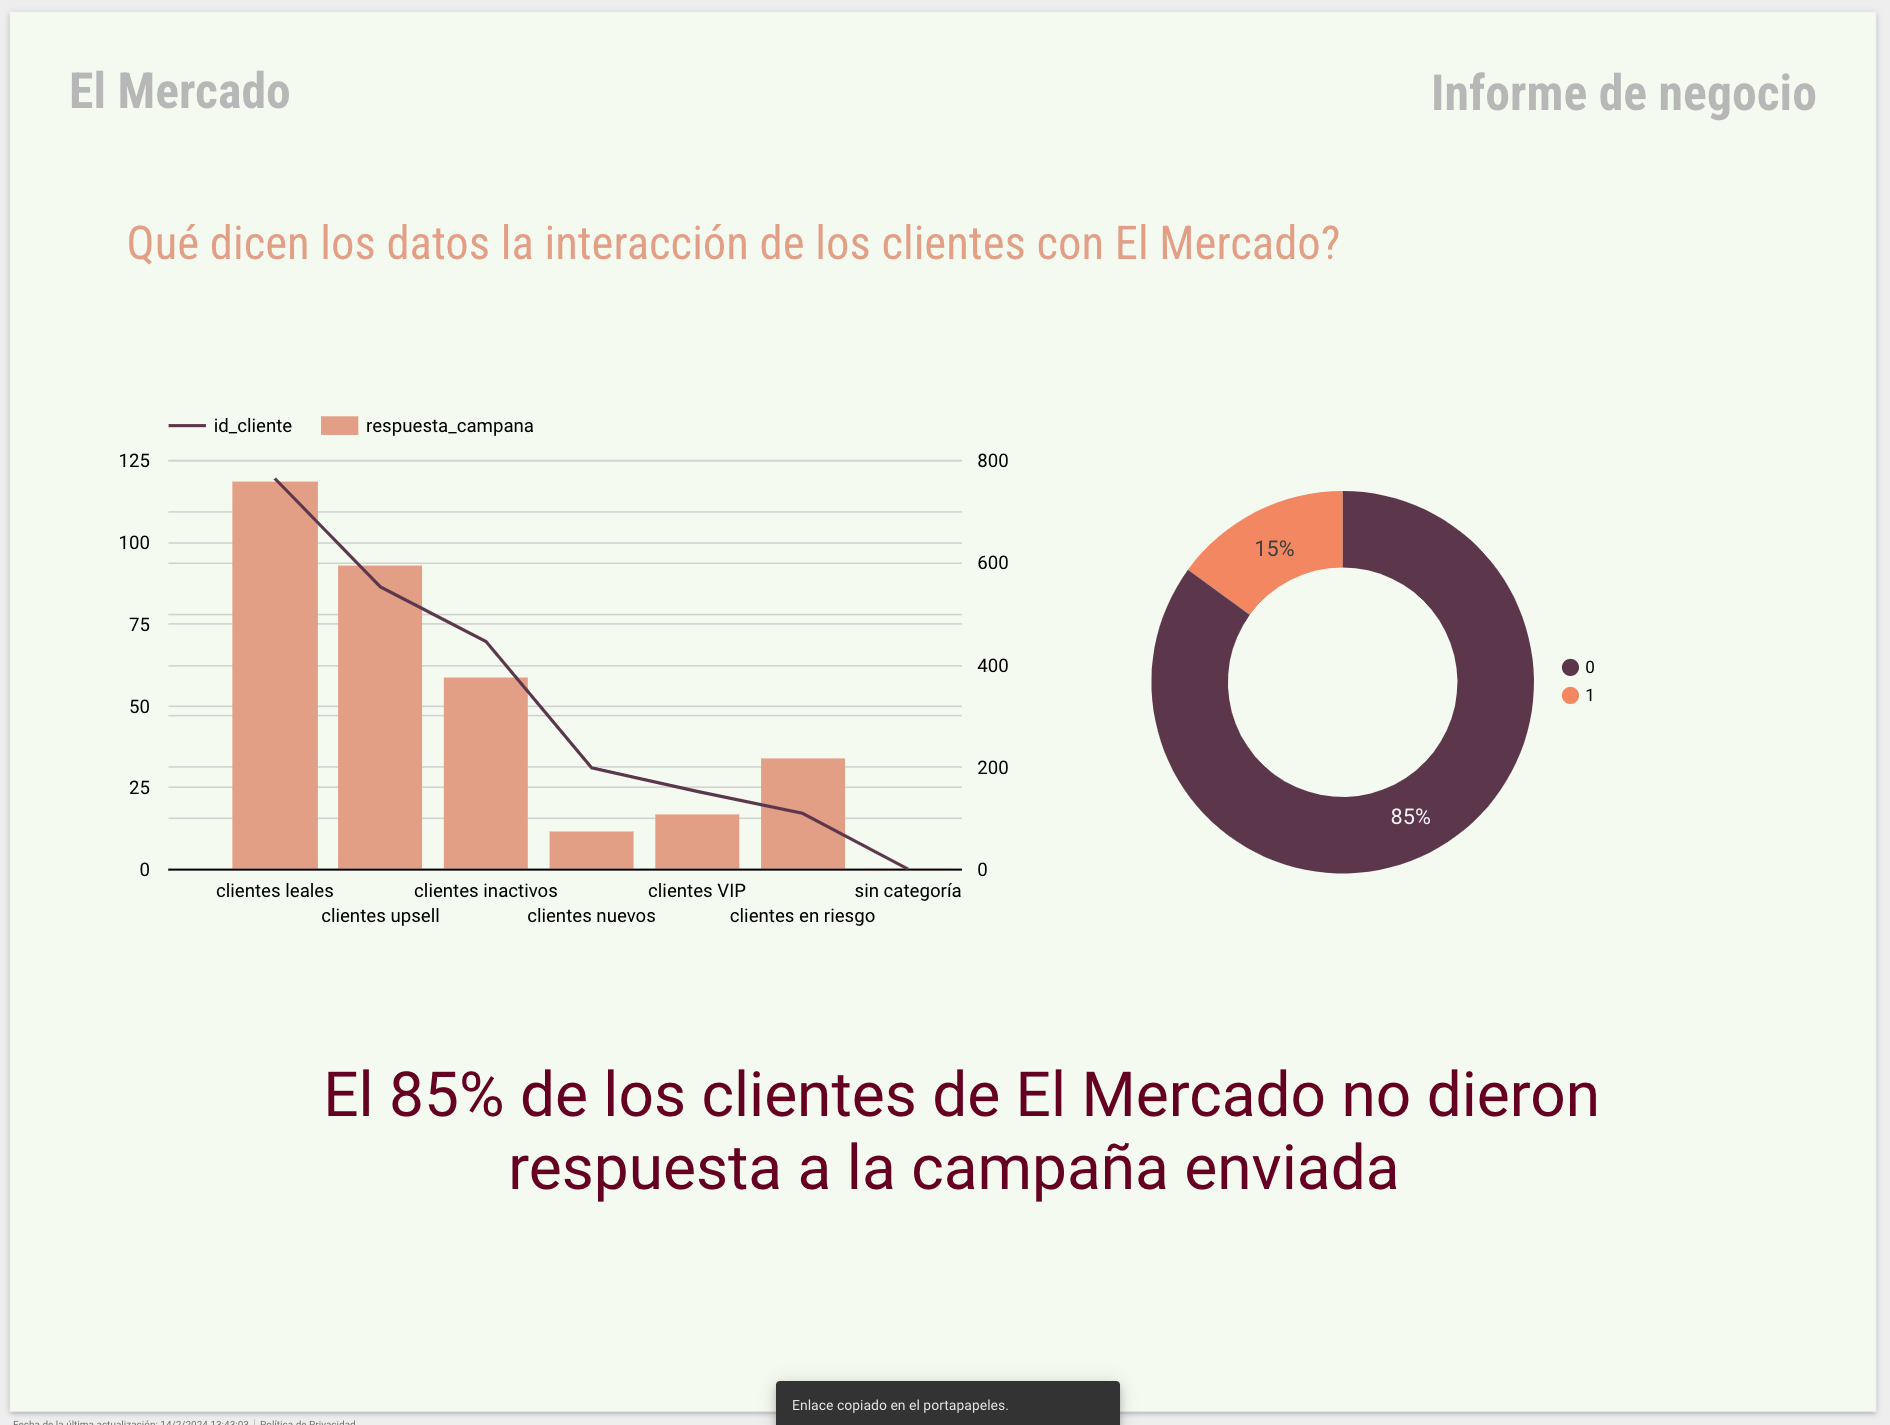 El Mercado
Informe de negocio
Qué dicen los datos la interacción de los clientes con El Mercado?
id_cliente
respuesta_campana
125
100
75
50
25
0
800
600
400
200
0
clientes leales
clientes upsell
clientes inactivos
clientes nuevos
clientes VIP
clientes en riesgo
sin categoría
15%
85%
0
1
El 85% de los clientes de El Mercado no dieron
respuesta a la campaña enviada
Enlace copiado en el portapapeles.
Fecha de la última actualización: 14/2/2024 13:43:03 | Política de Privacidad